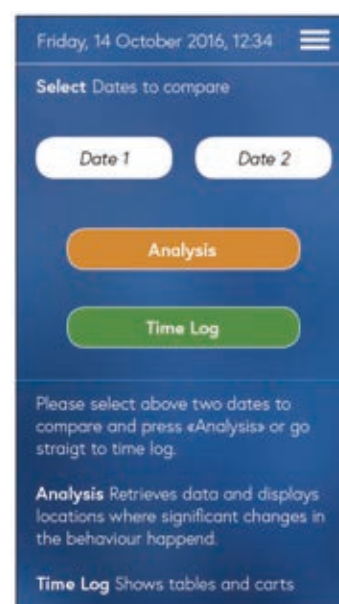 Friday, 14 October 2016, 12:34
Select Dates to compare
Date 1 Date 2
Analysis
Time Log
Please select above two dates to
compare and press «Analysis» or go
straigt to time log.
Analysis Retrieves data and displays
locations where significant changes in
the behaviour happend.
Time Log Shows tables and carts